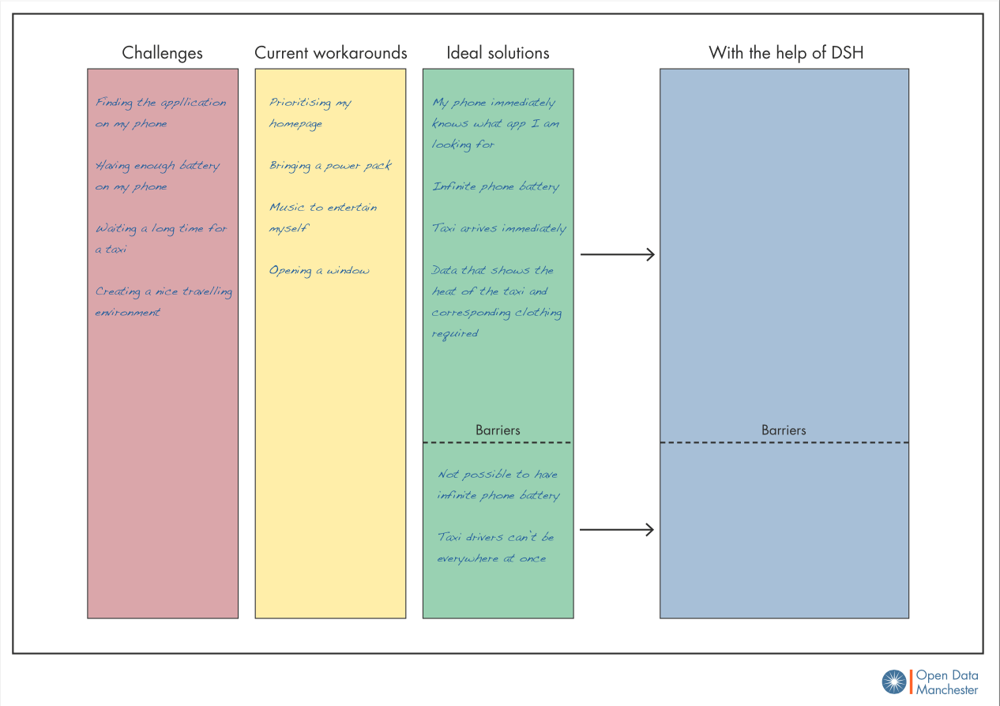 Challenges
Finding the appllication
on my phone
Having enough battery
on my phone
Waiting a long time for
a taxi
Creating a nice travelling
environment
Current workarounds
Prioritising my
homepage
Bringing a power pack
Music to entertain
myself
Opening a window
Ideal solutions
My phone immediately
knows what app I am
looking for
Infinite phone battery
Taxi arrives immediately
Data that shows the
heat of the taxi and
corresponding clothing
required
Barriers
Not possible to have
infinite phone battery
Taxi drivers can't be
everywhere at once
With the help of DSH
Barriers
Open Data
Manchester